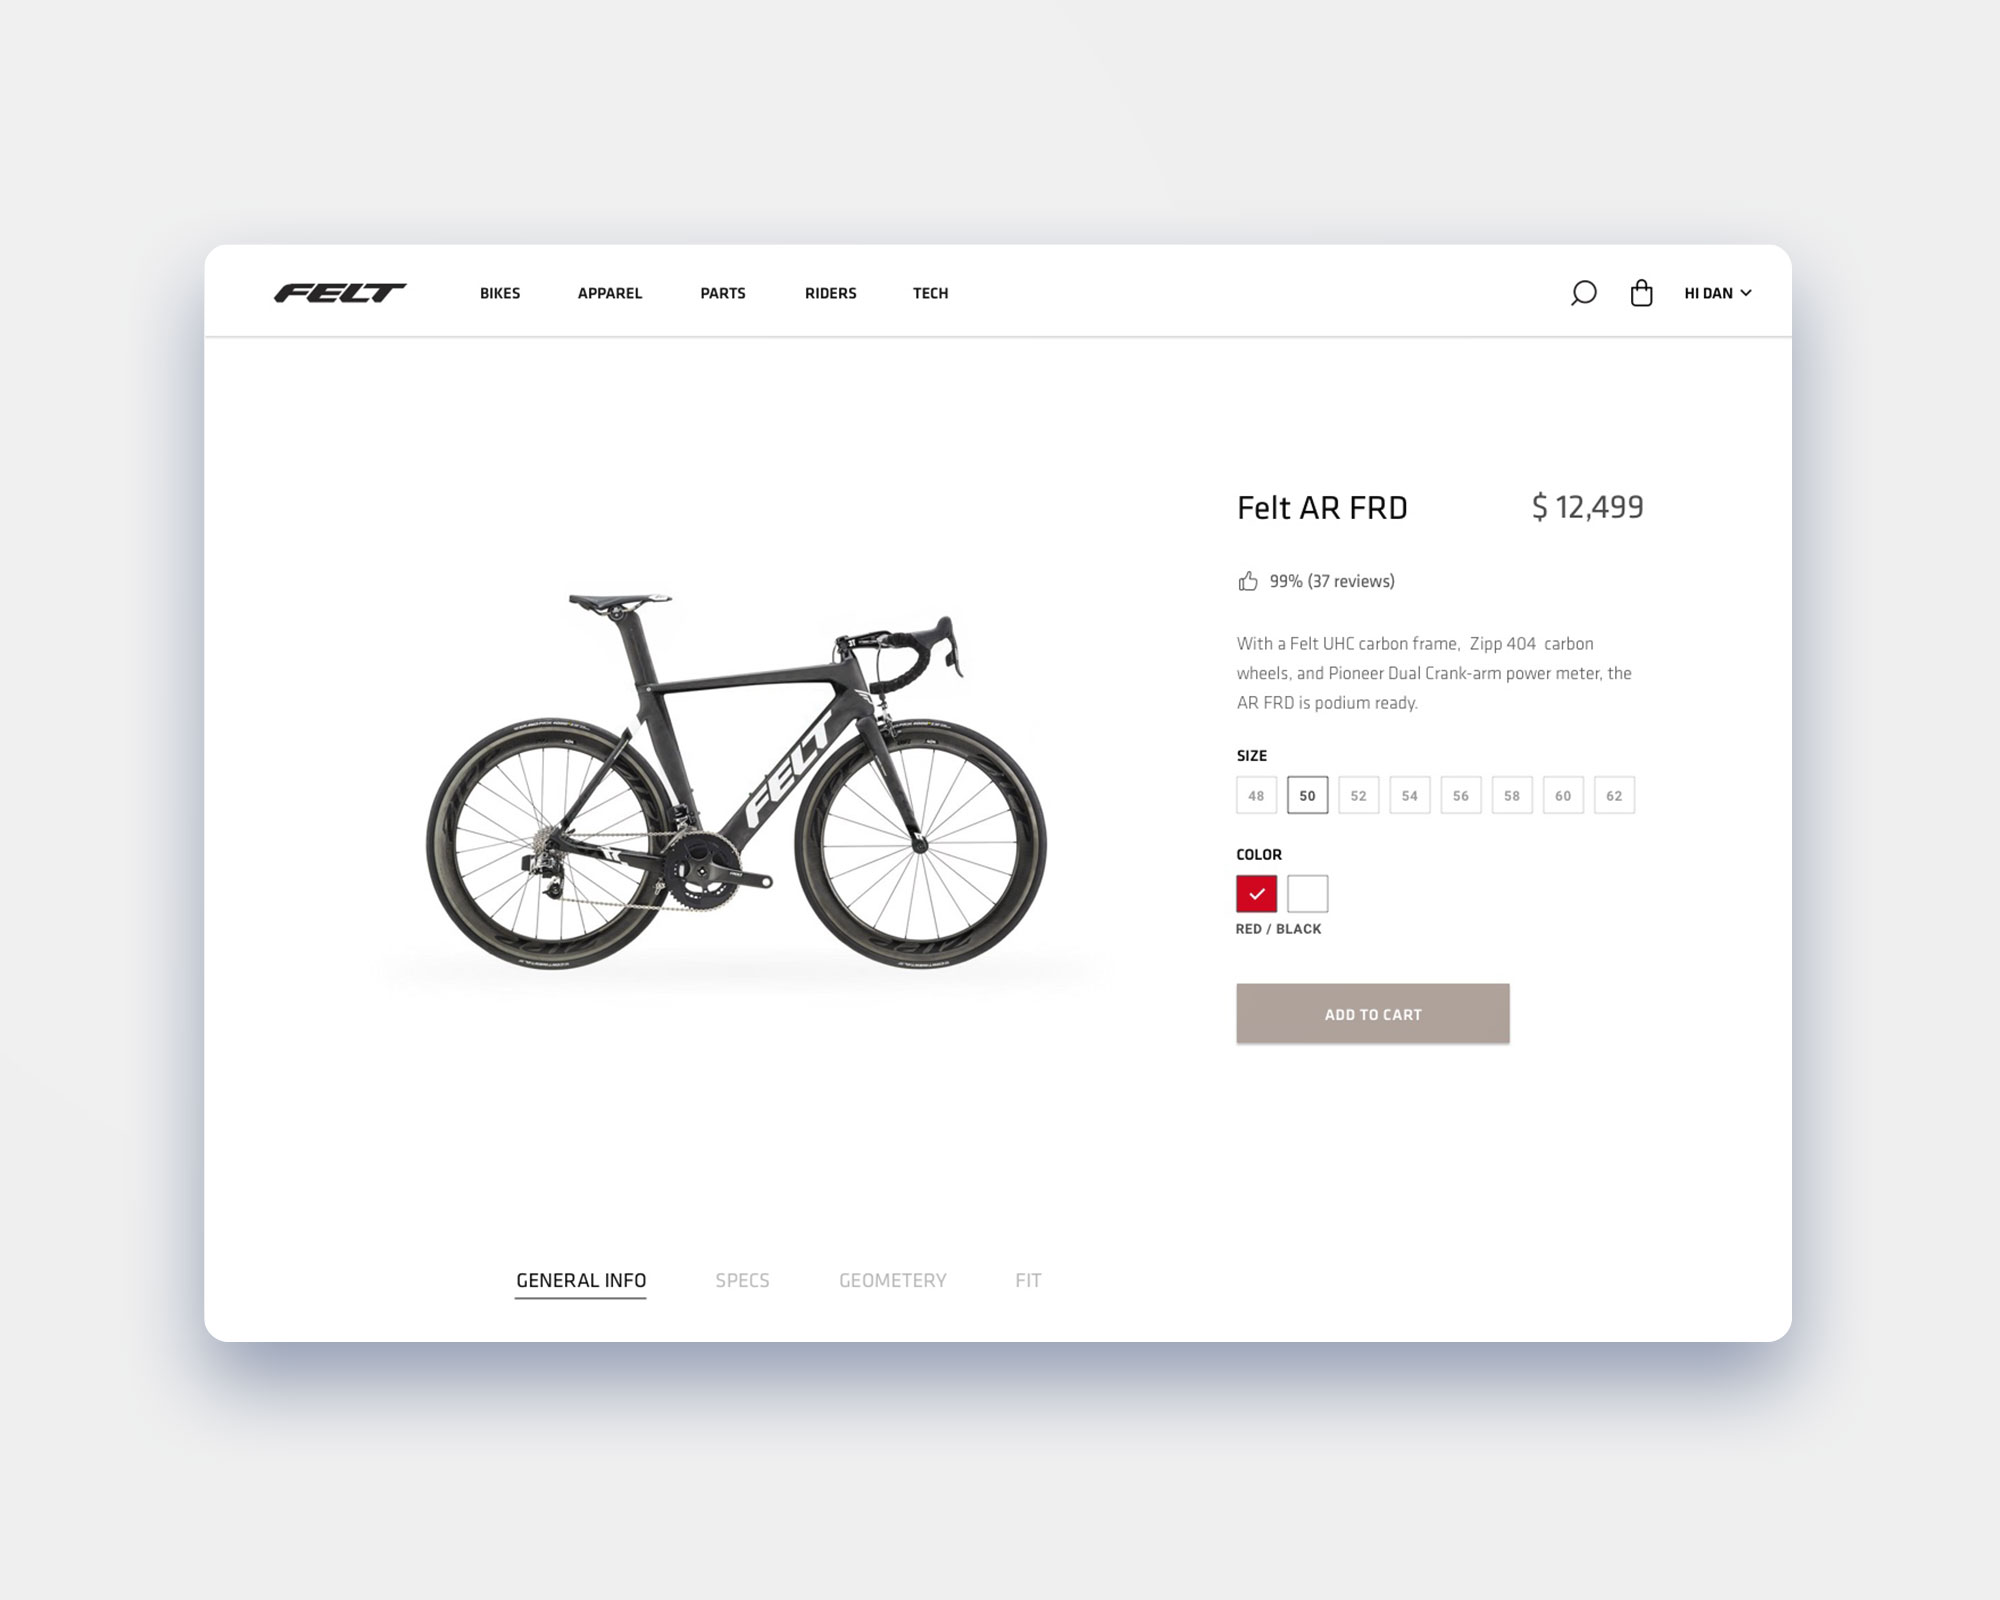 FELT
BIKES
APPAREL
PARTS
RIDERS
TECH
HI DAN
Felt AR FRD
$ 12,499
99% (37 reviews)
With a Felt UHC carbon frame, Zipp 404 carbon
wheels, and Pioneer Dual Crank-arm power meter, the
AR FRD is podium ready.
SIZE
48
50
52
54
56
58
60
62
COLOR
RED / BLACK
ADD TO CART
FELT
GENERAL INFO
SPECS
GEOMETERY
FIT